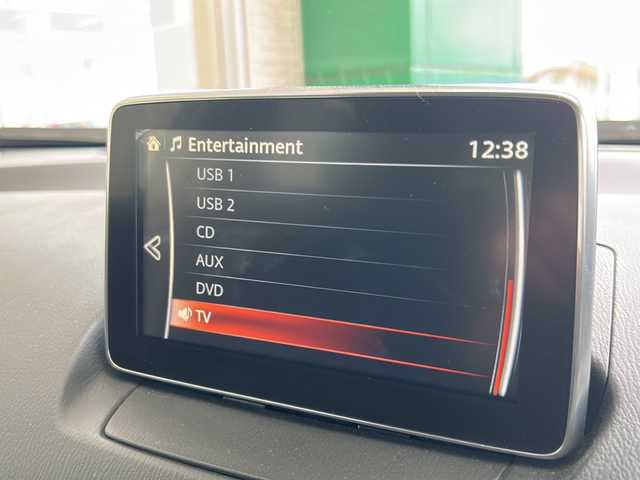 Entertainment 12:38
USB 1
USB 2
CD
AUX
DVD
TV